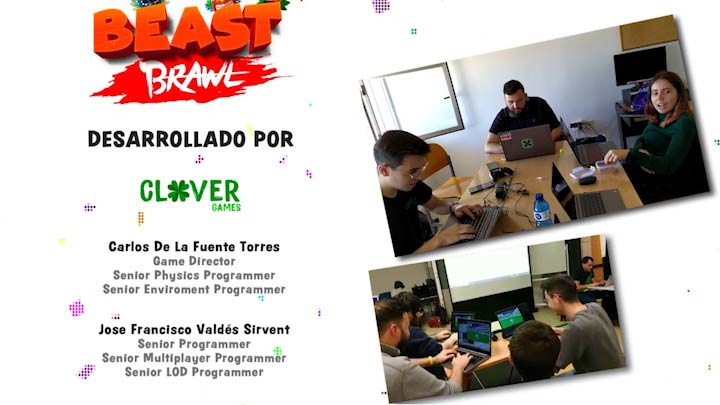 BEAST
BRAWL
DESARROLLADO POR
CLOVER
GAMES
Carlos De La Fuente Torres
Game Director
Senior Physics Programmer
Senior Enviroment Programmer
Jose Francisco Valdés Sirvent
Senior Programmer
Senior Multiplayer Programmer
Senior LOD Programmer